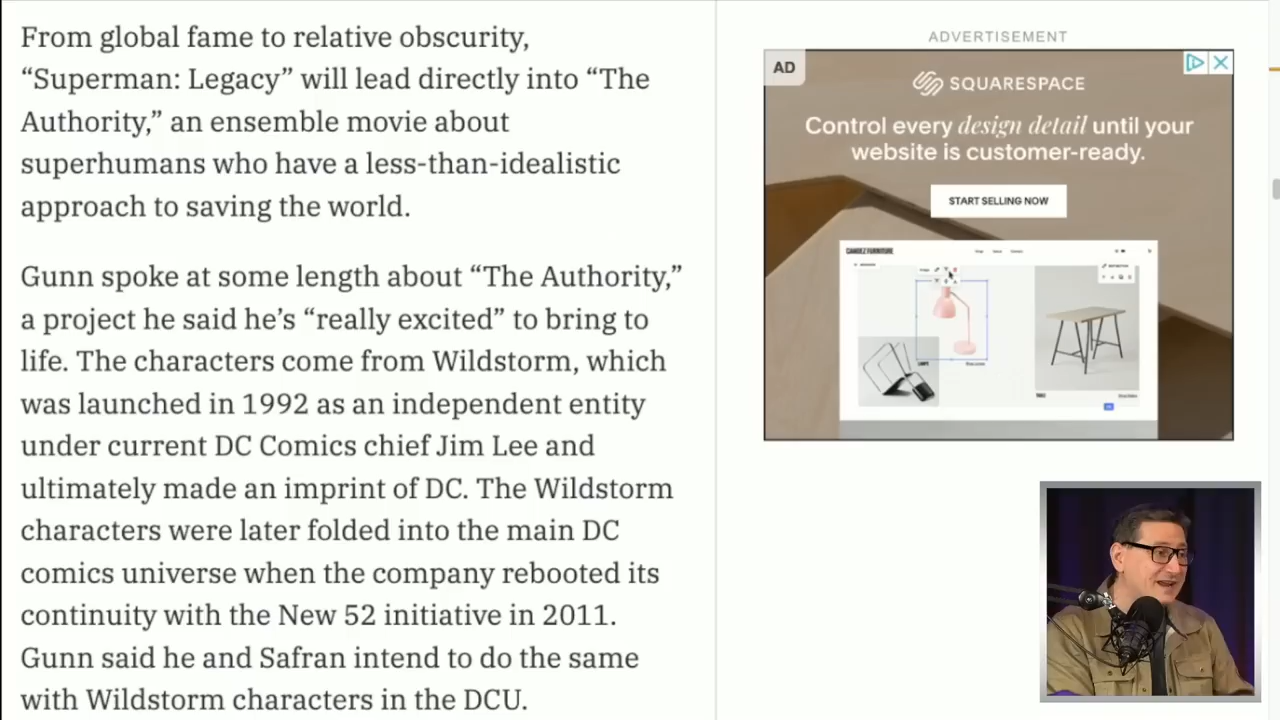 From global fame to relative obscurity,
“Superman: Legacy” will lead directly into “The
Authority,” an ensemble movie about
superhumans who have a less-than-idealistic
approach to saving the world.
Gunn spoke at some length about “The Authority,”
a project he said he’s “really excited” to bring to
life. The characters come from Wildstorm, which
was launched in 1992 as an independent entity
under current DC Comics chief Jim Lee and
ultimately made an imprint of DC. The Wildstorm
characters were later folded into the main DC
comics universe when the company rebooted its
continuity with the New 52 initiative in 2011.
Gunn said he and Safran intend to do the same
with Wildstorm characters in the DCU.
ADVERTISEMENT
AD
SQUARESPACE
Control every design detail until your
website is customer-ready.
START SELLING NOW